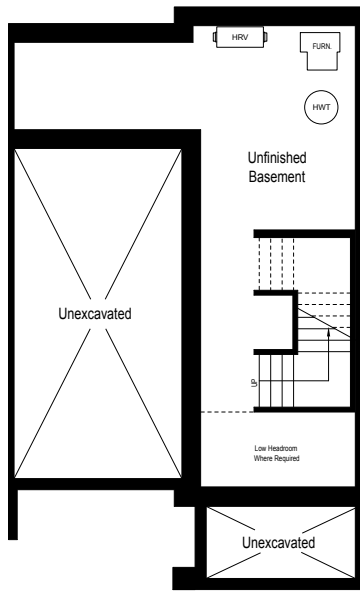 HRV
FURN.
HWT
Unfinished
Basement
Unexcavated
UP
Low Headroom
Where Required
Unexcavated